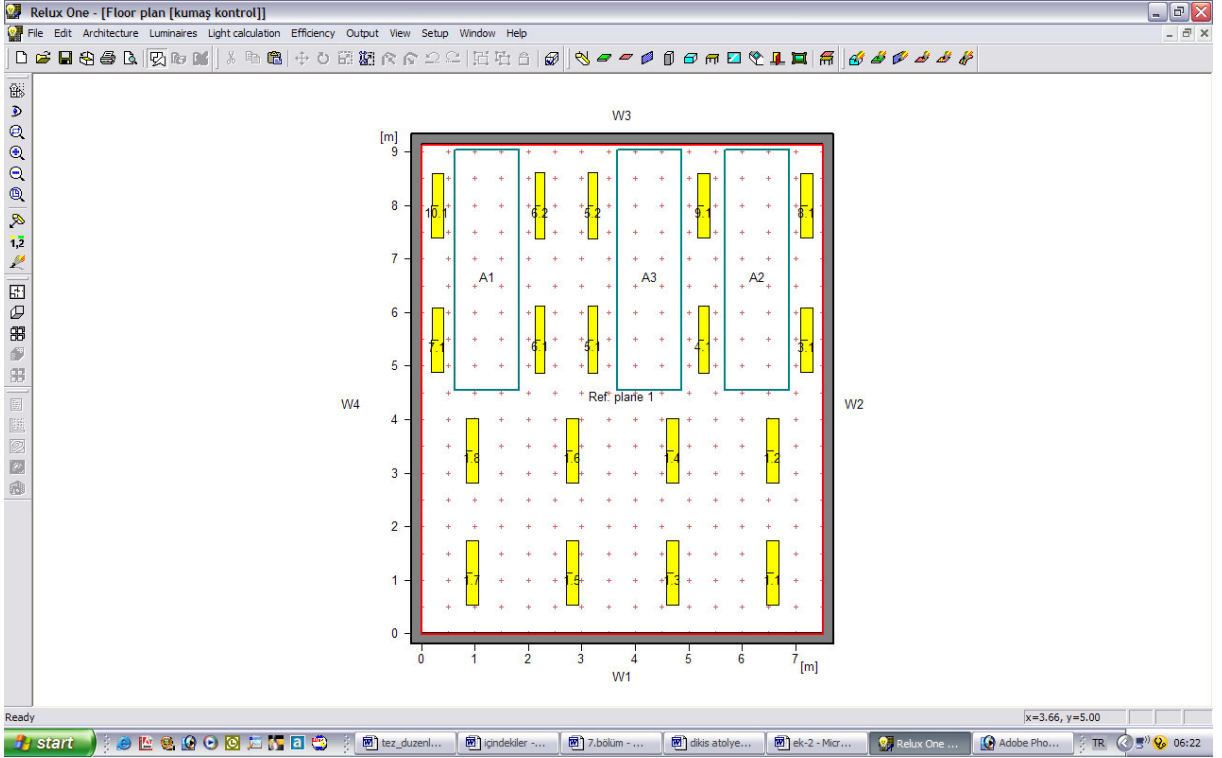 Relux One - [Floor plan [kumaş kontrol]]
File Edit Architecture Luminaires Light calculation Efficiency Output View Setup Window Help
1,2
W3
[m]
9
10.1 6.2 5.2 9.1 8.1
8
7
A1 A3 A2
6
7.1 6.1 5.1 4.1 3.1
5
Ref. plane 1
W4 W2
4
1.8 1.6 1.4 1.2
3
2
1.7 1.5 1.3 1.1
1
0
0 1 2 3 4 5 6 7 [m]
W1
Ready x=3.66, y=5.00
start tez_duzenl... içindekiler -... 7.bölüm - ... dikis atolye... ek-2 - Micr... Relux One ... Adobe Pho... TR 06:22